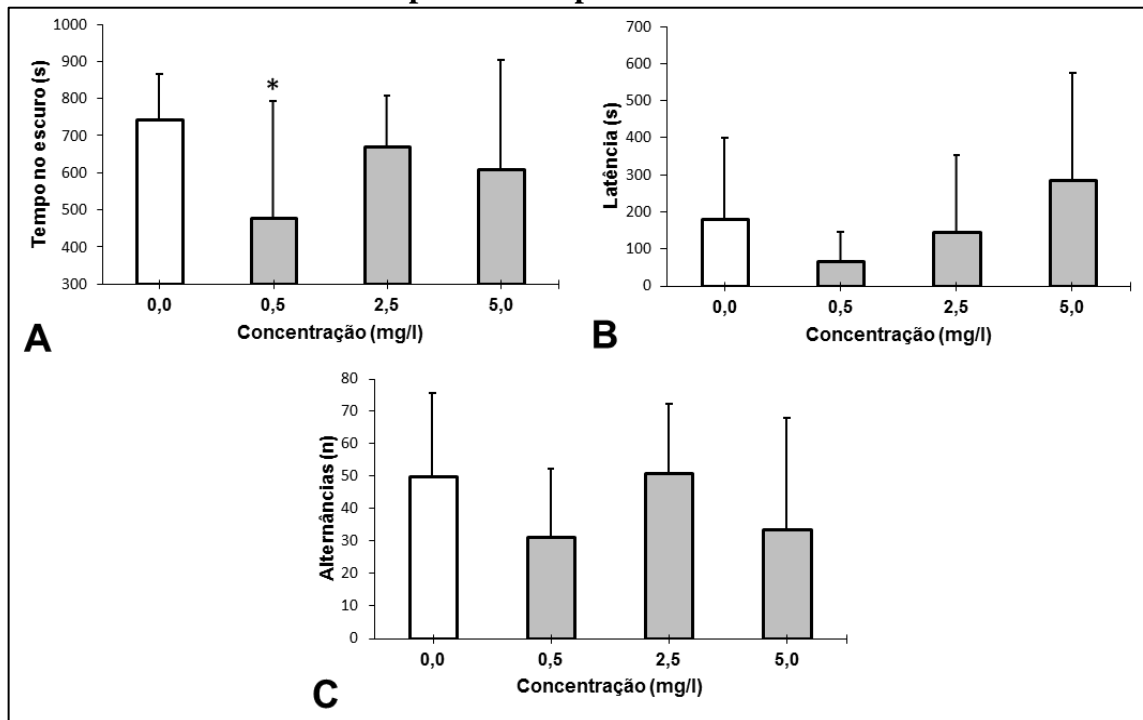 1000
900
800
700
600
500
400
300
Tempo no escuro (s)
*
0,0 0,5 2,5 5,0
Concentração (mg/l)
A
700
600
500
400
300
200
100
0
Latência (s)
0,0 0,5 2,5 5,0
Concentração (mg/l)
B
80
70
60
50
40
30
20
10
0
Alternâncias (n)
0,0 0,5 2,5 5,0
Concentração (mg/l)
C